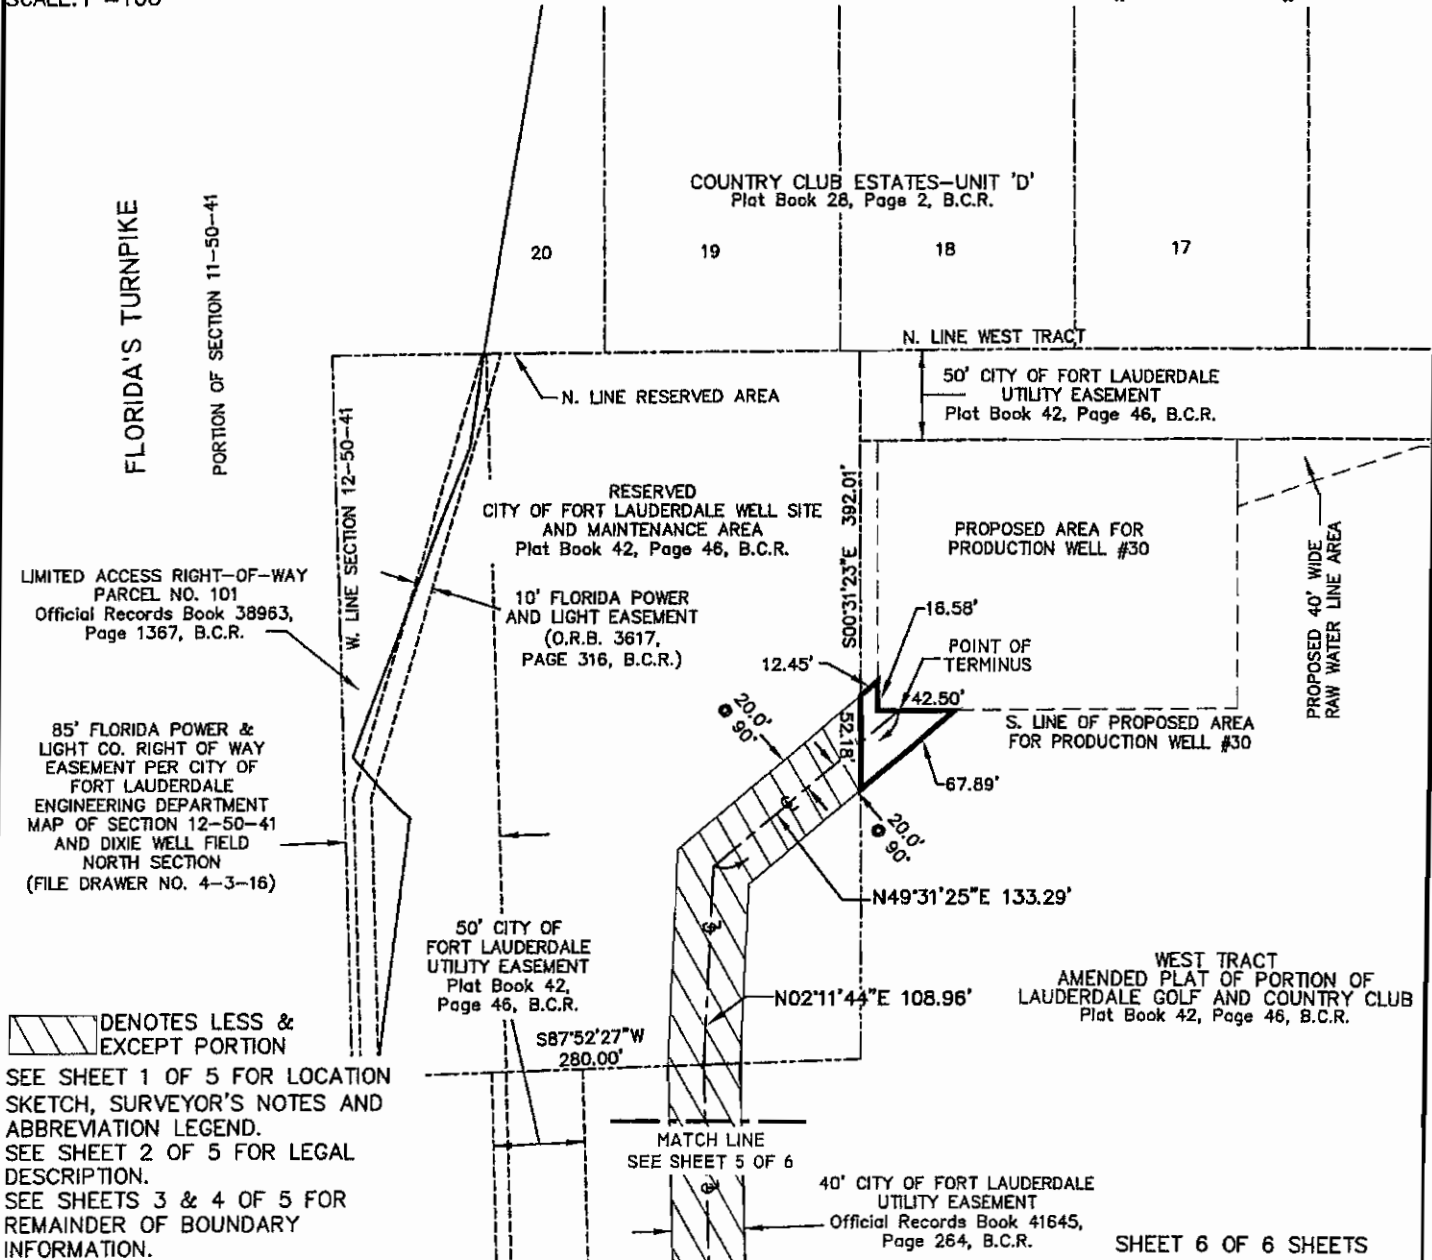 COUNTRY CLUB ESTATES-UNIT 'D'
Plat Book 28, Page 2, B.C.R.
20
19
18
17
FLORIDA'S TURNPIKE
PORTION OF SECTION 11-50-41
N. LINE WEST TRACT
50' CITY OF FORT LAUDERDALE
UTILITY EASEMENT
Plat Book 42, Page 46, B.C.R.
N. LINE RESERVED AREA
W. LINE SECTION 12-50-41
RESERVED
CITY OF FORT LAUDERDALE WELL SITE
AND MAINTENANCE AREA
Plat Book 42, Page 46, B.C.R.
S00°31'23"E 392.01'
PROPOSED AREA FOR
PRODUCTION WELL #30
PROPOSED 40' WIDE
RAW WATER LINE AREA
LIMITED ACCESS RIGHT-OF-WAY
PARCEL NO. 101
Official Records Book 38963,
Page 1367, B.C.R.
10' FLORIDA POWER
AND LIGHT EASEMENT
(O.R.B. 3617,
PAGE 316, B.C.R.)
18.58'
POINT OF
TERMINUS
12.45'
42.50'
20.0'
@ 90°
52.18'
S. LINE OF PROPOSED AREA
FOR PRODUCTION WELL #30
67.89'
20.0'
@ 90°
85' FLORIDA POWER &
LIGHT CO. RIGHT OF WAY
EASEMENT PER CITY OF
FORT LAUDERDALE
ENGINEERING DEPARTMENT
MAP OF SECTION 12-50-41
AND DIXIE WELL FIELD
NORTH SECTION
(FILE DRAWER NO. 4-3-16)
N49°31'25"E 133.29'
50' CITY OF
FORT LAUDERDALE
UTILITY EASEMENT
Plat Book 42,
Page 46, B.C.R.
N02°11'44"E 108.96'
WEST TRACT
AMENDED PLAT OF PORTION OF
LAUDERDALE GOLF AND COUNTRY CLUB
Plat Book 42, Page 46, B.C.R.
S87°52'27"W
280.00'
DENOTES LESS &
EXCEPT PORTION
SEE SHEET 1 OF 5 FOR LOCATION
SKETCH, SURVEYOR'S NOTES AND
ABBREVIATION LEGEND.
SEE SHEET 2 OF 5 FOR LEGAL
DESCRIPTION.
SEE SHEETS 3 & 4 OF 5 FOR
REMAINDER OF BOUNDARY
INFORMATION.
MATCH LINE
SEE SHEET 5 OF 6
40' CITY OF FORT LAUDERDALE
UTILITY EASEMENT
Official Records Book 41645,
Page 264, B.C.R.
SHEET 6 OF 6 SHEETS